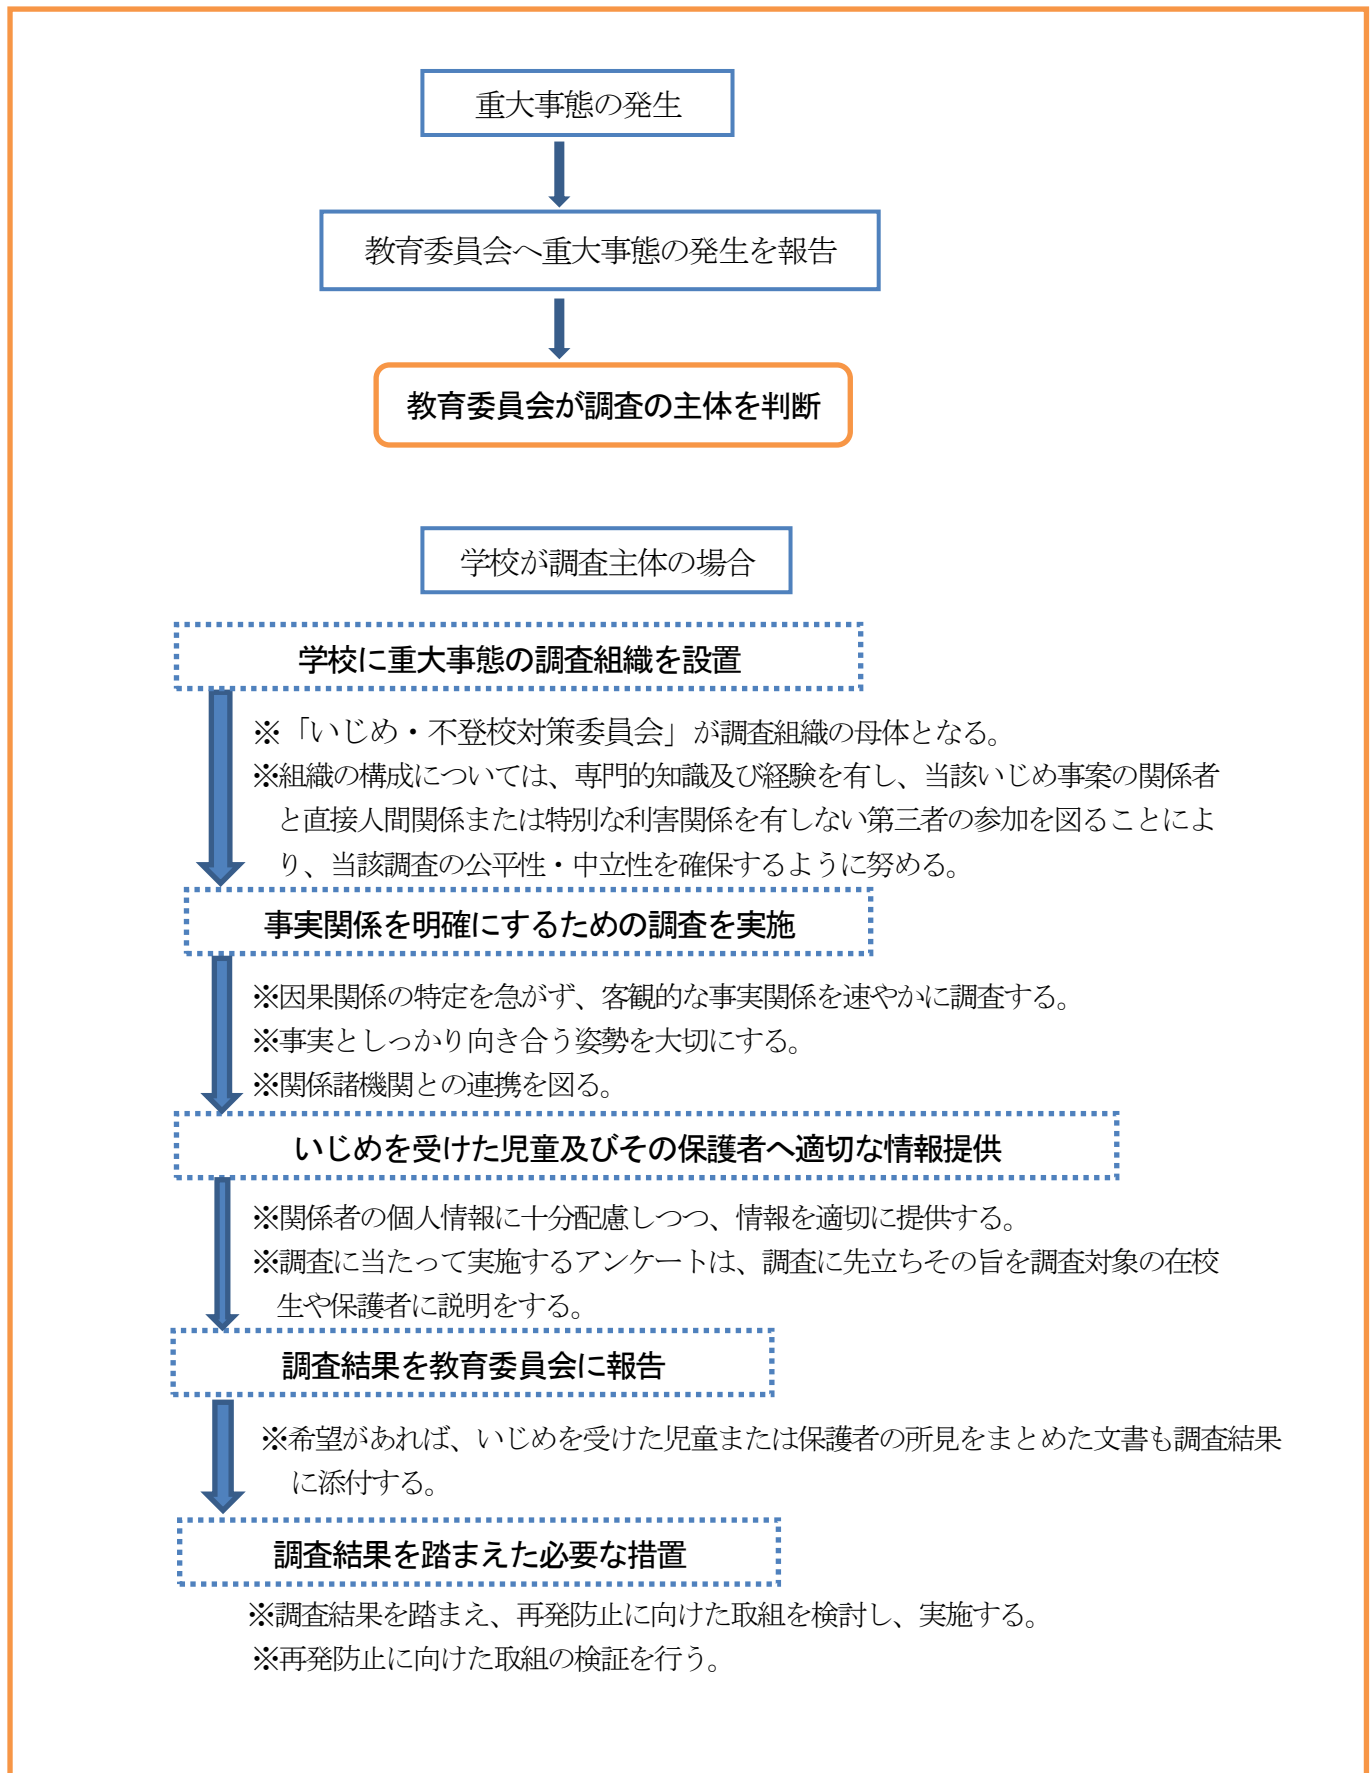 重大事態の発生
教育委員会へ重大事態の発生を報告
教育委員会が調査の主体を判断
学校が調査主体の場合
学校に重大事態の調査組織を設置
※「いじめ・不登校対策委員会」が調査組織の母体となる。
※組織の構成については、専門的知識及び経験を有し、当該いじめ事案の関係者
と直接人間関係または特別な利害関係を有しない第三者の参加を図ることによ
り、当該調査の公平性・中立性を確保するように努める。
事実関係を明確にするための調査を実施
※因果関係の特定を急がず、客観的な事実関係を速やかに調査する。
※事実としっかり向き合う姿勢を大切にする。
※関係諸機関との連携を図る。
いじめを受けた児童及びその保護者へ適切な情報提供
※関係者の個人情報に十分配慮しつつ、情報を適切に提供する。
※調査に当たって実施するアンケートは、調査に先立ちその旨を調査対象の在校
生や保護者に説明をする。
調査結果を教育委員会に報告
※希望があれば、いじめを受けた児童または保護者の所見をまとめた文書も調査結果
に添付する。
調査結果を踏まえた必要な措置
※調査結果を踏まえ、再発防止に向けた取組を検討し、実施する。
※再発防止に向けた取組の検証を行う。